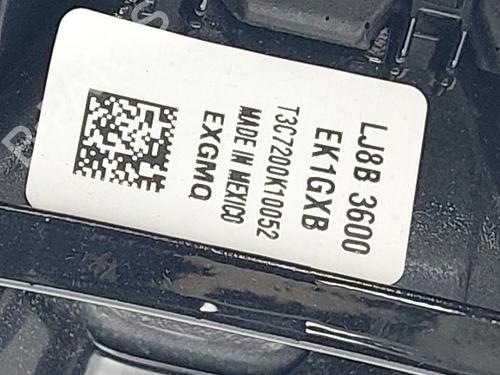 LJ8B 3600
EK1GXB
T3C7200K10052
MADE IN MEXICO
EXGMQ